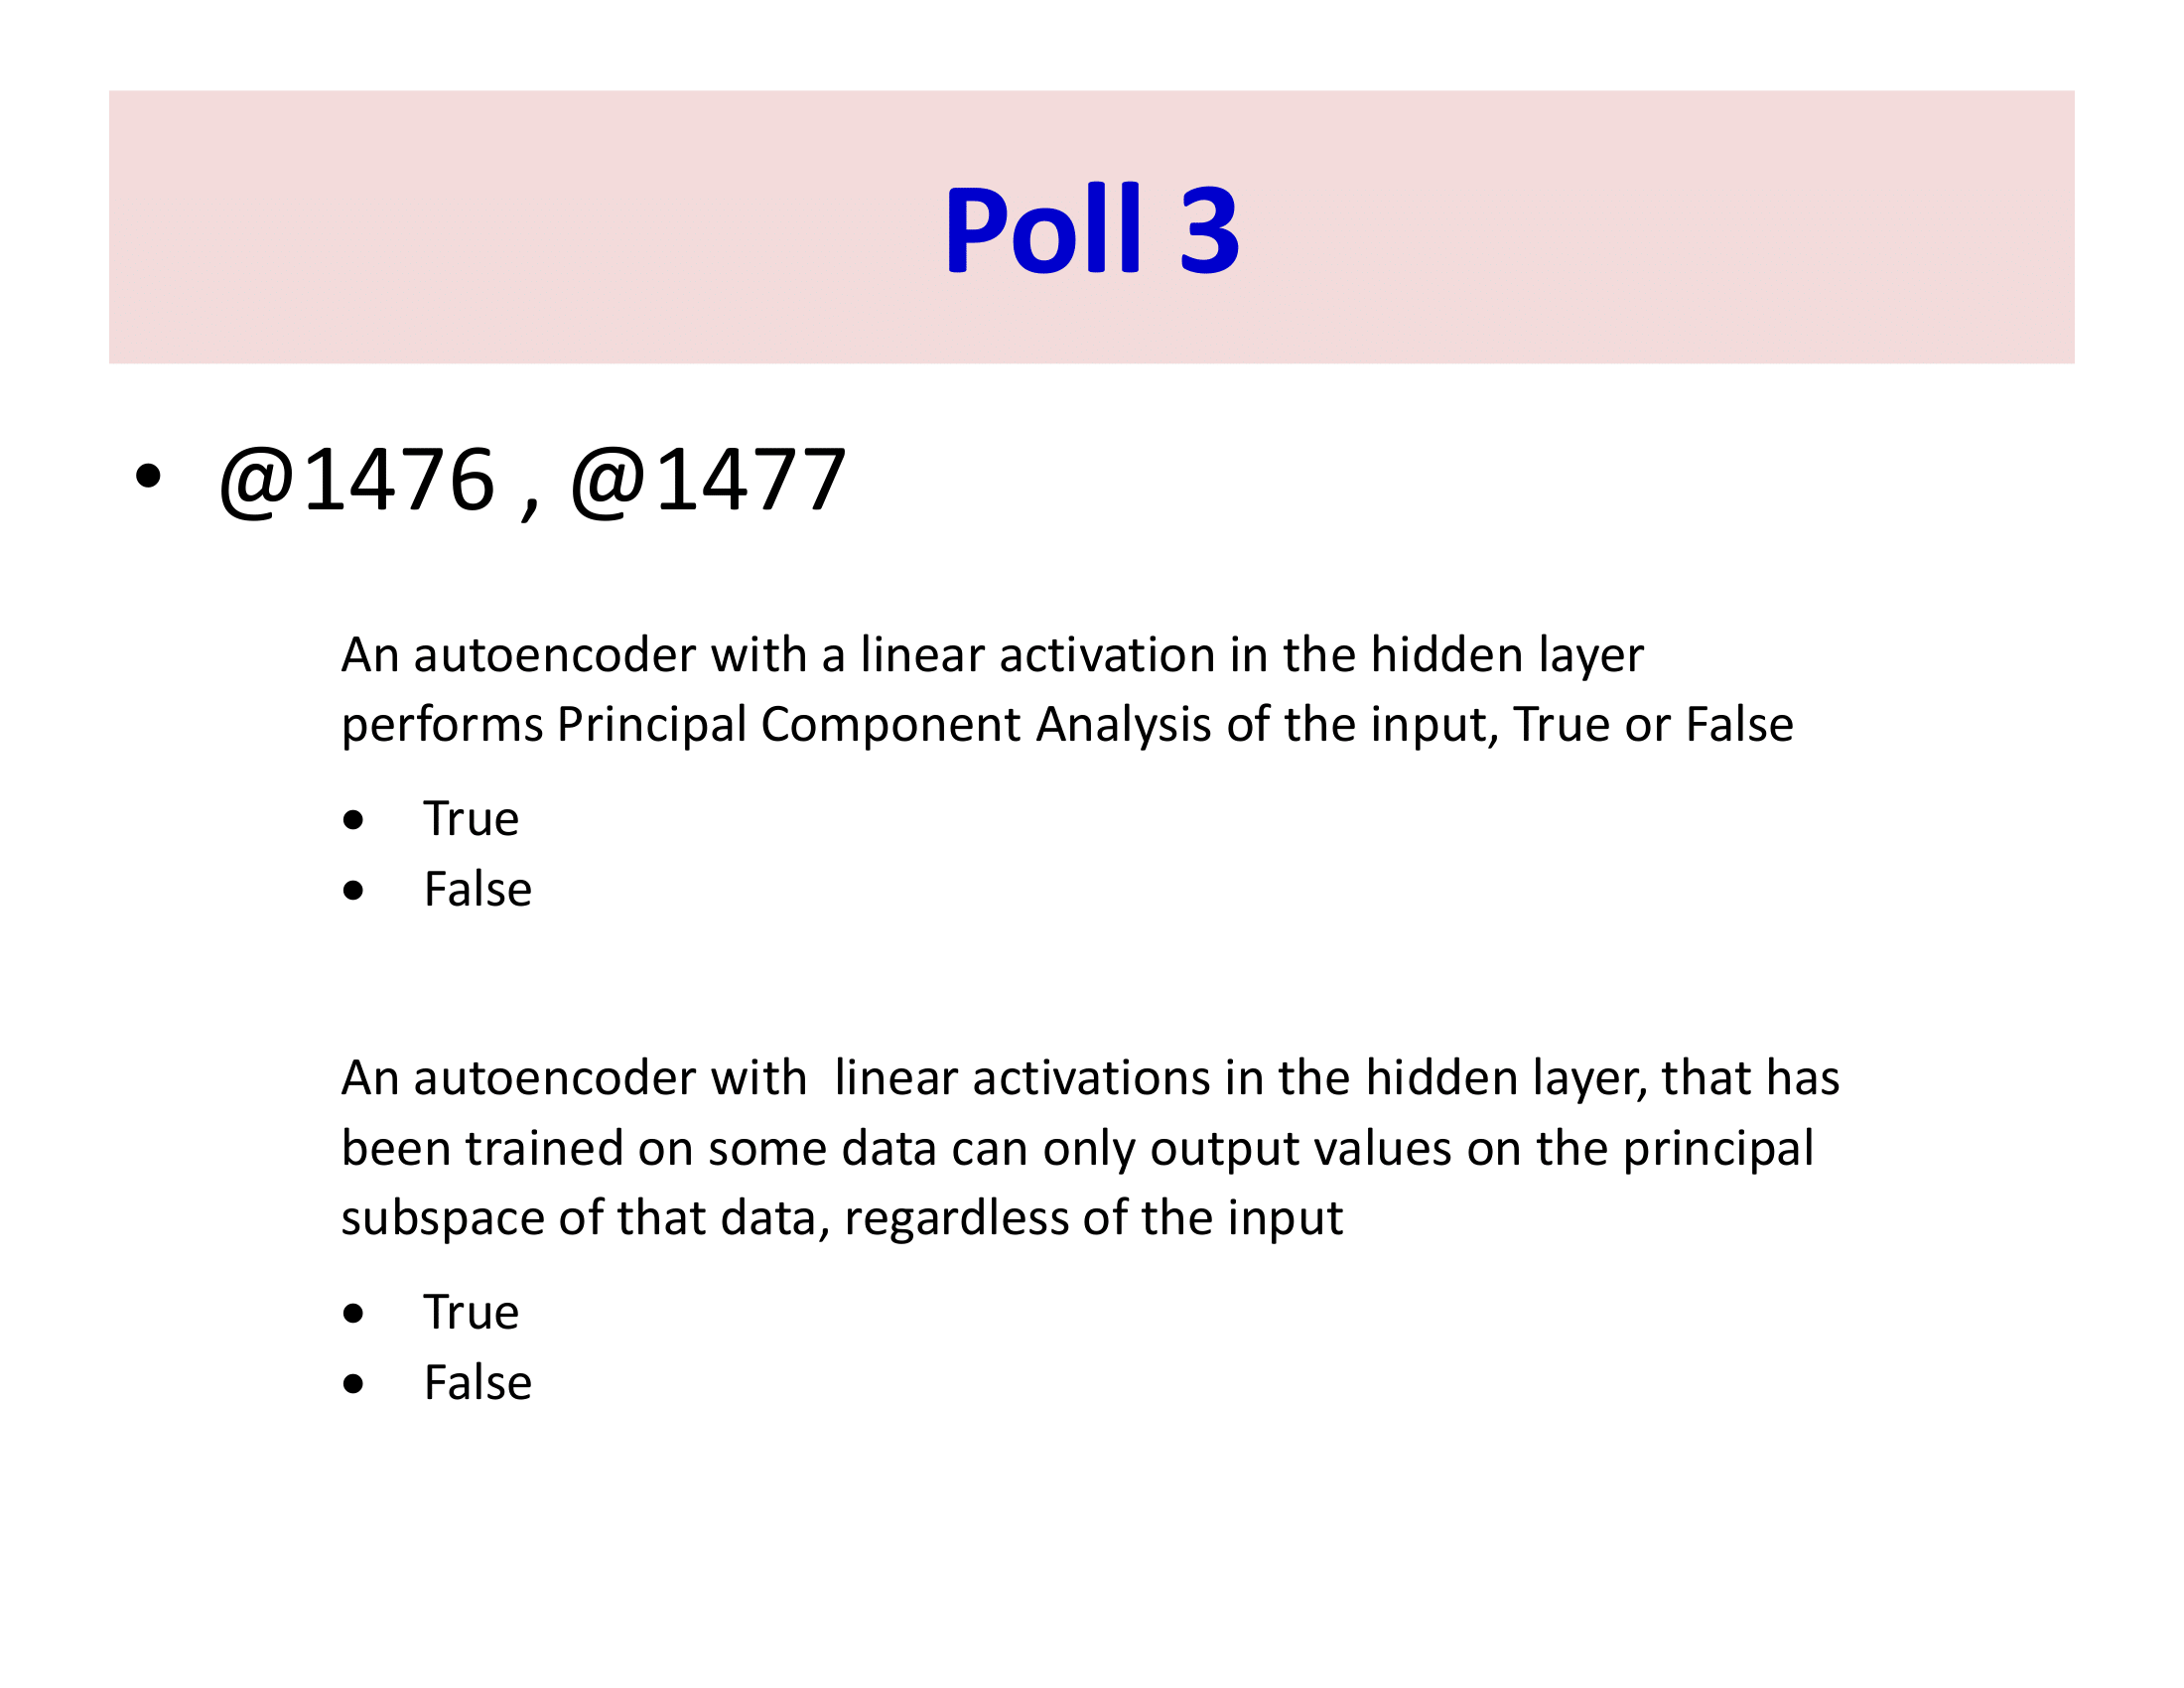 Poll 3
• @1476 , @1477
An autoencoder with a linear activation in the hidden layer
performs Principal Component Analysis of the input, True or False
• True
• False
An autoencoder with  linear activations in the hidden layer, that has
been trained on some data can only output values on the principal
subspace of that data, regardless of the input
• True
• False